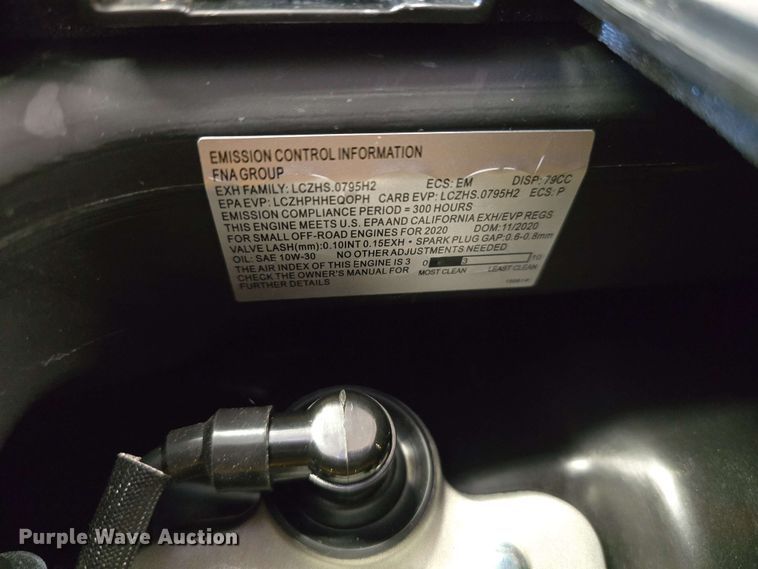 EMISSION CONTROL INFORMATION
FNA GROUP
EXH FAMILY: LCZHS.0795H2 ECS: EM DISP: 79CC
EPA EVP: LCZHPHHEQOPH CARB EVP: LCZHS.0795H2 ECS: P
EMISSION COMPLIANCE PERIOD = 300 HOURS
THIS ENGINE MEETS U.S. EPA AND CALIFORNIA EXH/EVP REGS
FOR SMALL OFF-ROAD ENGINES FOR 2020 DOM: 11/2020
VALVE LASH(mm):0.10INT 0.15EXH • SPARK PLUG GAP:0.6-0.8mm
OIL: SAE 10W-30 NO OTHER ADJUSTMENTS NEEDED
THE AIR INDEX OF THIS ENGINE IS 3 0 3 10
CHECK THE OWNER'S MANUAL FOR MOST CLEAN LEAST CLEAN
FURTHER DETAILS
Purple Wave Auction